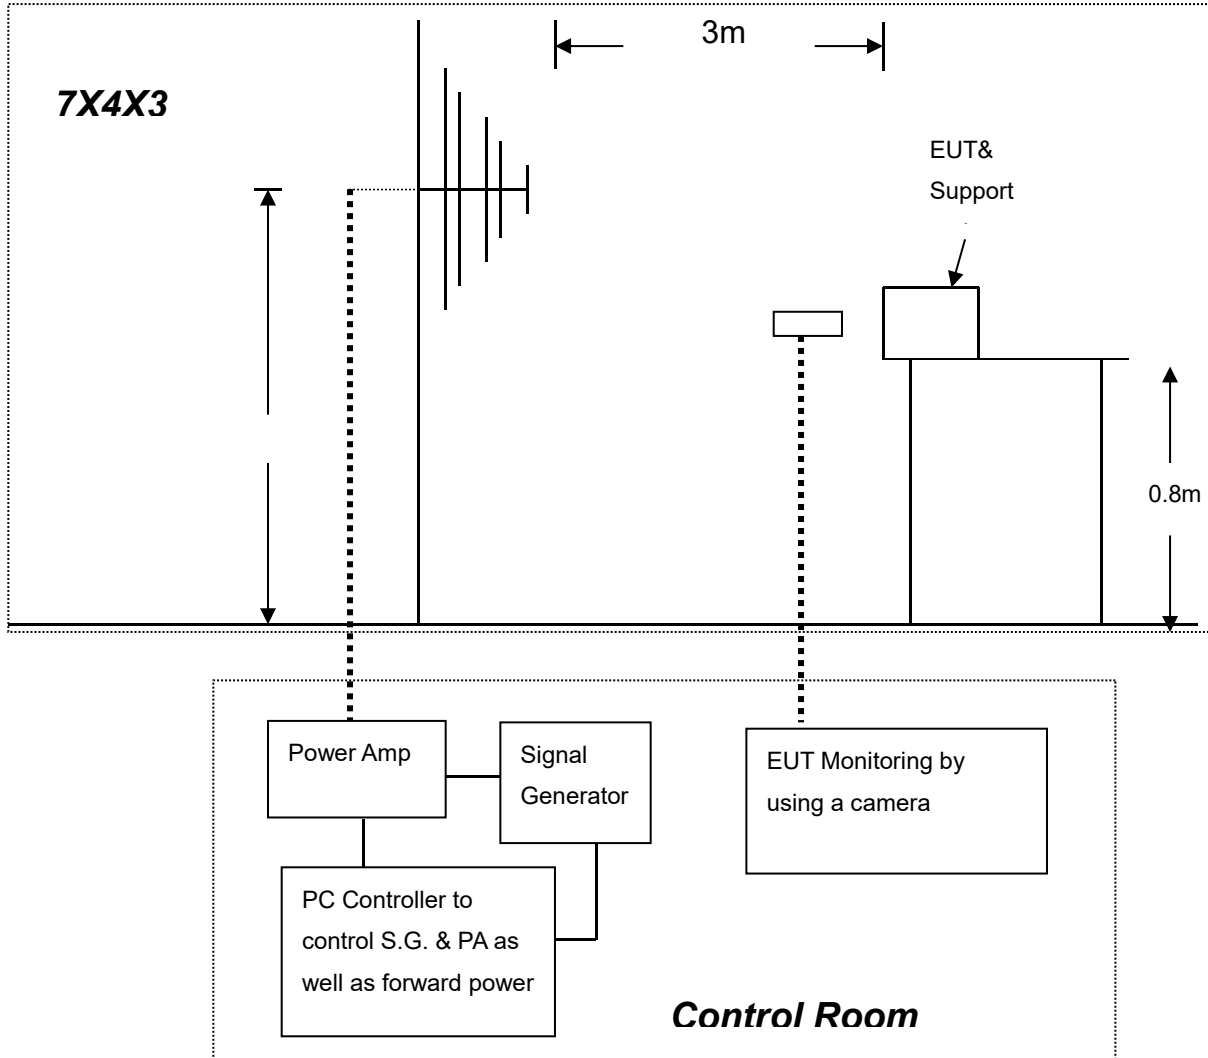 3m
7X4X3
EUT&
Support
0.8m
Power Amp
Signal
Generator
EUT Monitoring by
using a camera
PC Controller to
control S.G. & PA as
well as forward power
Control Room